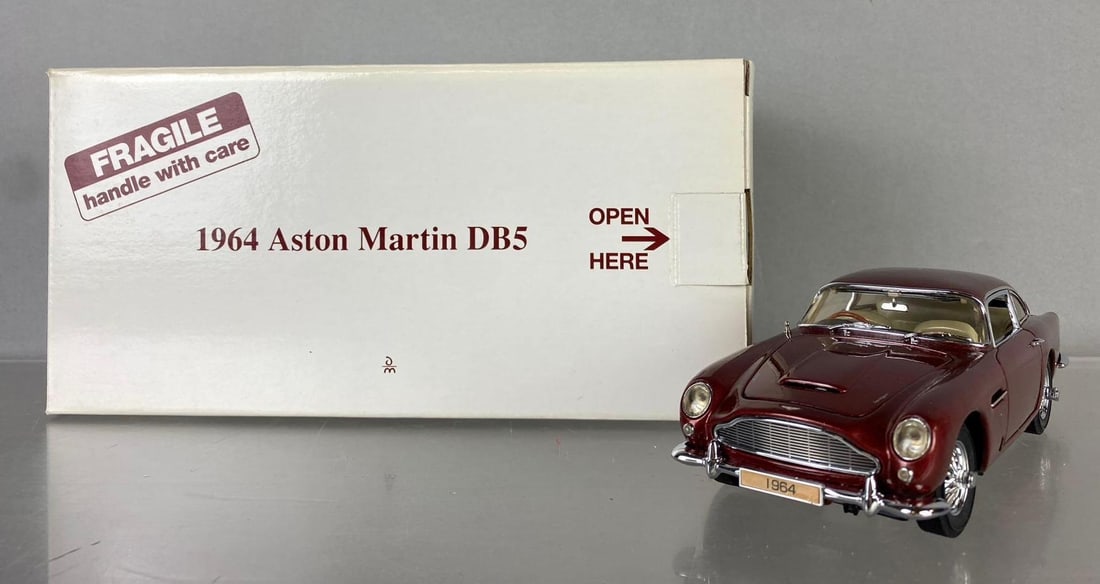 FRAGILE
handle with care
1964 Aston Martin DB5
OPEN
HERE
1964